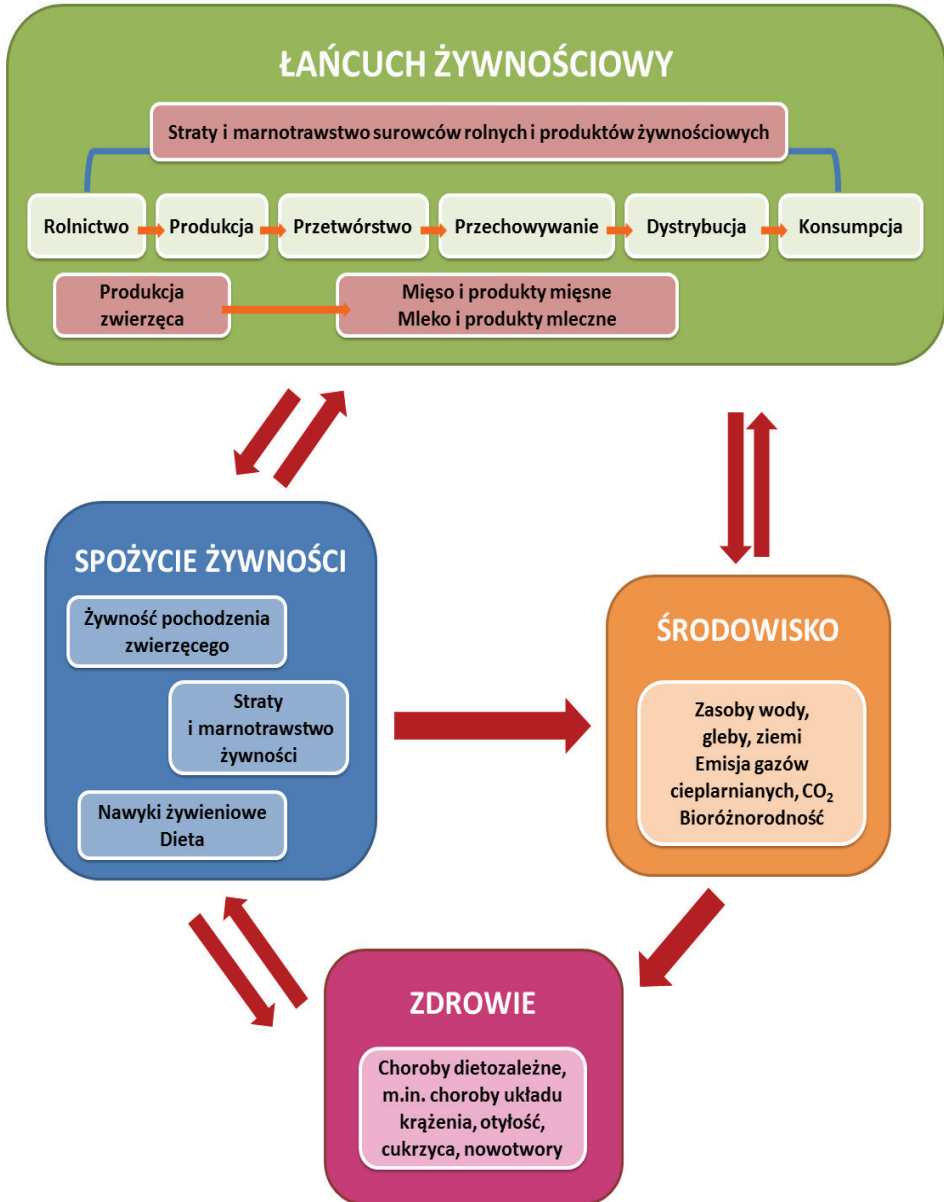 ŁAŃCUCH ŻYWNOŚCIOWY
Straty i marnotrawstwo surowców rolnych i produktów żywnościowych
Rolnictwo
Produkcja
Przetwórstwo
Przechowywanie
Dystrybucja
Konsumpcja
Produkcja
zwierzęca
Mięso i produkty mięsne
Mleko i produkty mleczne
SPOŻYCIE ŻYWNOŚCI
Żywność pochodzenia
zwierzęcego
Straty
i marnotrawstwo
żywności
Nawyki żywieniowe
Dieta
ŚRODOWISKO
Zasoby wody,
gleby, ziemi
Emisja gazów
cieplarnianych, CO₂
Bioróżnorodność
ZDROWIE
Choroby dietozależne,
m.in. choroby układu
krążenia, otyłość,
cukrzyca, nowotwory